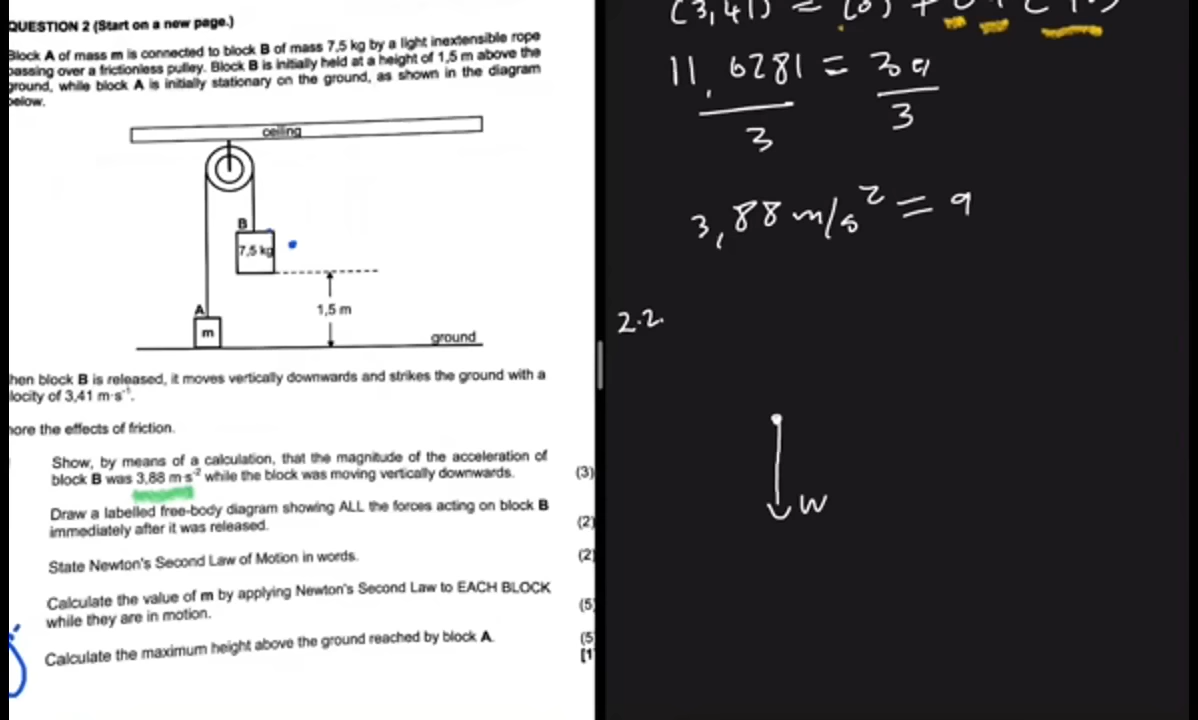 QUESTION 2 (Start on a new page.)
Block A of mass m is connected to block B of mass 7,5 kg by a light inextensible rope
passing over a frictionless pulley. Block B is initially held at a height of 1,5 m above the
ground, while block A is initially stationary on the ground, as shown in the diagram
below.
ceiling
B
7,5 kg
1,5 m
A
m
ground
hen block B is released, it moves vertically downwards and strikes the ground with a
locity of 3,41 m·s⁻¹.
nore the effects of friction.
Show, by means of a calculation, that the magnitude of the acceleration of
block B was 3,88 m·s⁻² while the block was moving vertically downwards.
(3)
Draw a labelled free-body diagram showing ALL the forces acting on block B
immediately after it was released.
(2)
State Newton's Second Law of Motion in words.
(2)
Calculate the value of m by applying Newton's Second Law to EACH BLOCK
while they are in motion.
(5
Calculate the maximum height above the ground reached by block A.
(5
[1
11,6281 = 3a
3 3
3,88 m/s² = a
2.2.
W